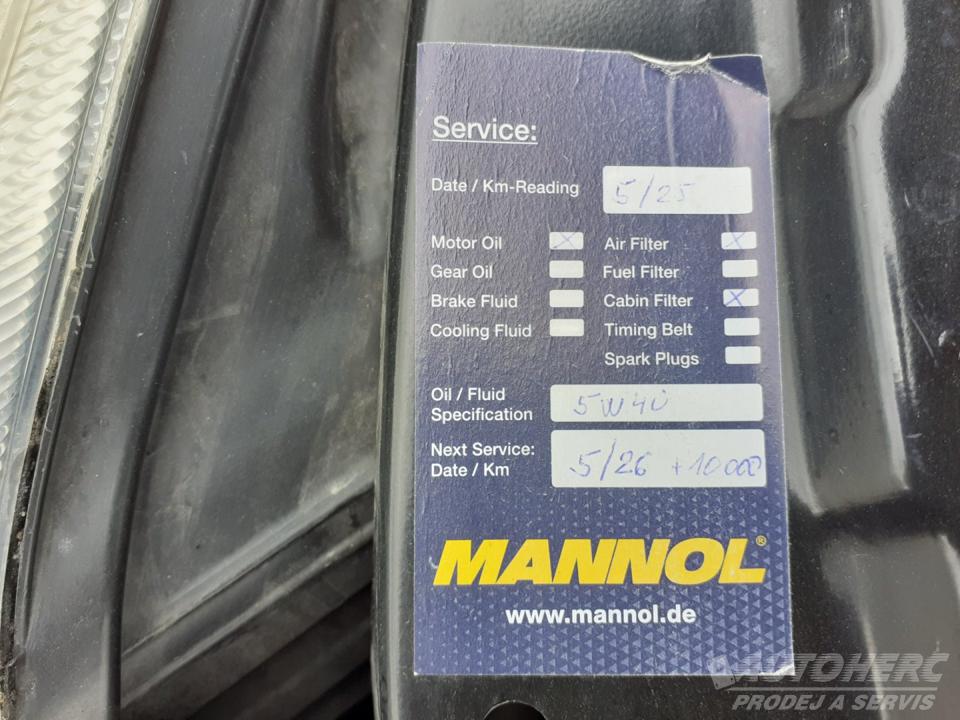 Service:
Date / Km-Reading 5/25
Motor Oil X Air Filter X
Gear Oil Fuel Filter
Brake Fluid Cabin Filter X
Cooling Fluid Timing Belt
Spark Plugs
Oil / Fluid
Specification 5W40
Next Service:
Date / Km 5/26 +10000
MANNOL®
www.mannol.de
AUTOHERC
PRODEJ A SERVIS